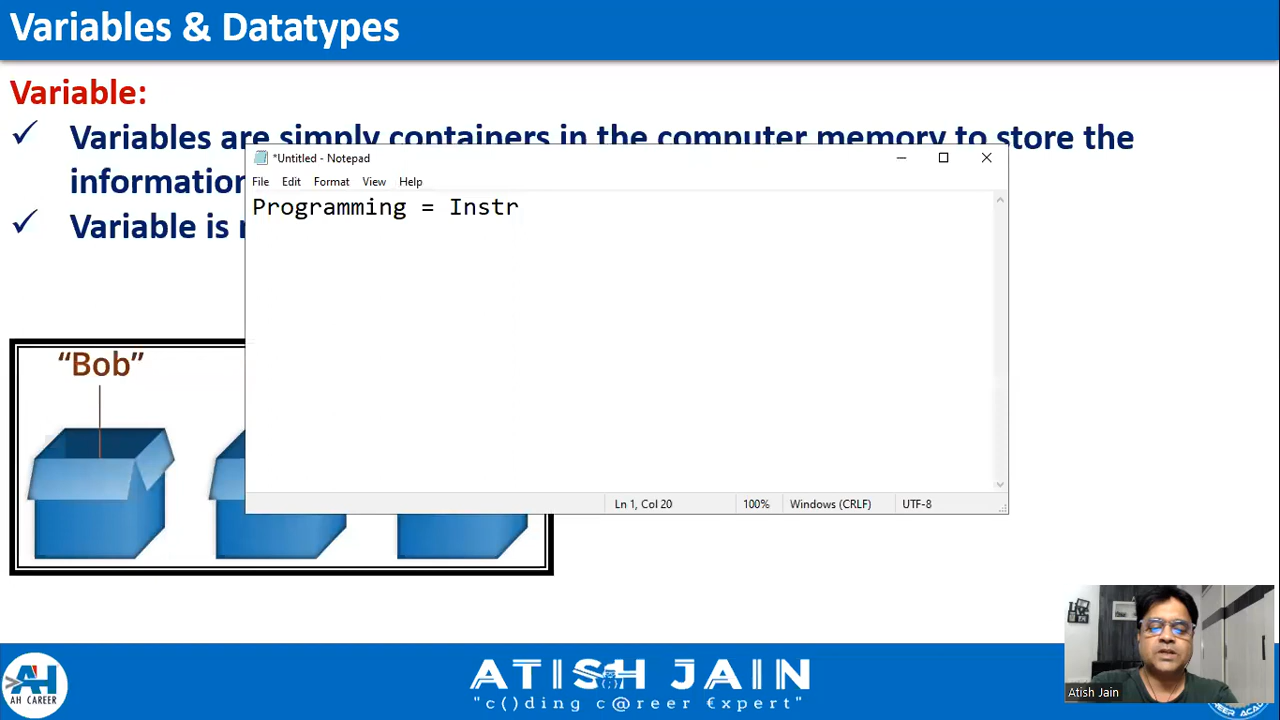 Variables & Datatypes
Variable:
✓ Variables are simply containers in the computer memory to store the
information
✓ Variable is
*Untitled - Notepad
File Edit Format View Help
Programming = Instr
"Bob"
Ln 1, Col 20 100% Windows (CRLF) UTF-8
AH CAREER
ATISH JAIN
"c()ding c@reer €xpert"
Atish Jain